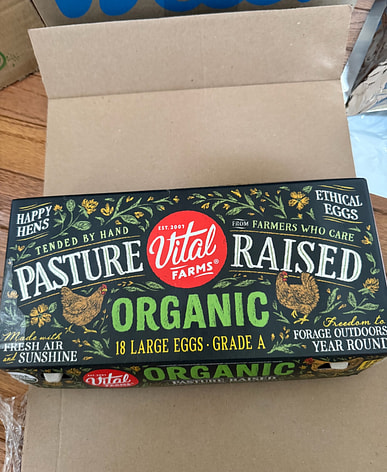 HAPPY
HENS
ETHICAL
EGGS
EST. 2007
TENDED BY HAND
FROM FARMERS WHO CARE
PASTURE Vital RAISED
FARMS®
ORGANIC
Made with
FRESH AIR
and SUNSHINE
18 LARGE EGGS · GRADE A
Freedom to
FORAGE OUTDOORS
YEAR ROUND
Vital
FARMS
ORGANIC
PASTURE RAISED